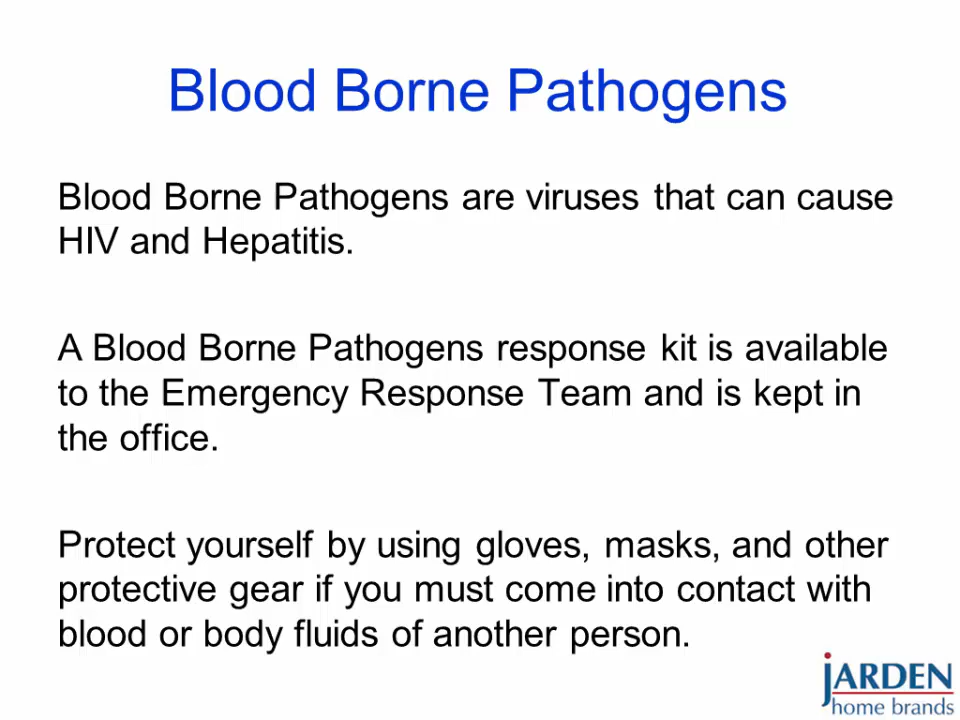 Blood Borne Pathogens
Blood Borne Pathogens are viruses that can cause
HIV and Hepatitis.
A Blood Borne Pathogens response kit is available
to the Emergency Response Team and is kept in
the office.
Protect yourself by using gloves, masks, and other
protective gear if you must come into contact with
blood or body fluids of another person.
jARDEN
home brands